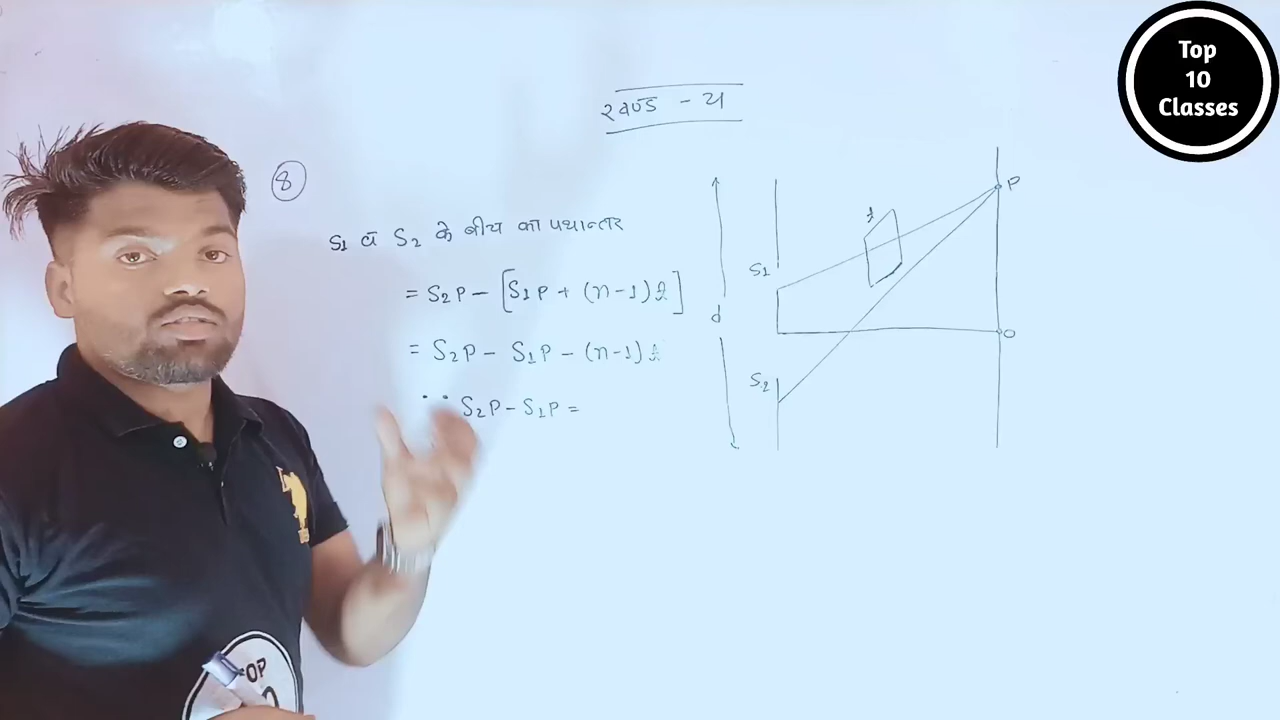 Top
10
Classes
खण्ड - य
8
S1 व S2 के बीच का पथान्तर
= S2P - [S1P + (n-1)t]
= S2P - S1P - (n-1)t
∵ S2P - S1P =
t
P
S1
d
O
S2
OP